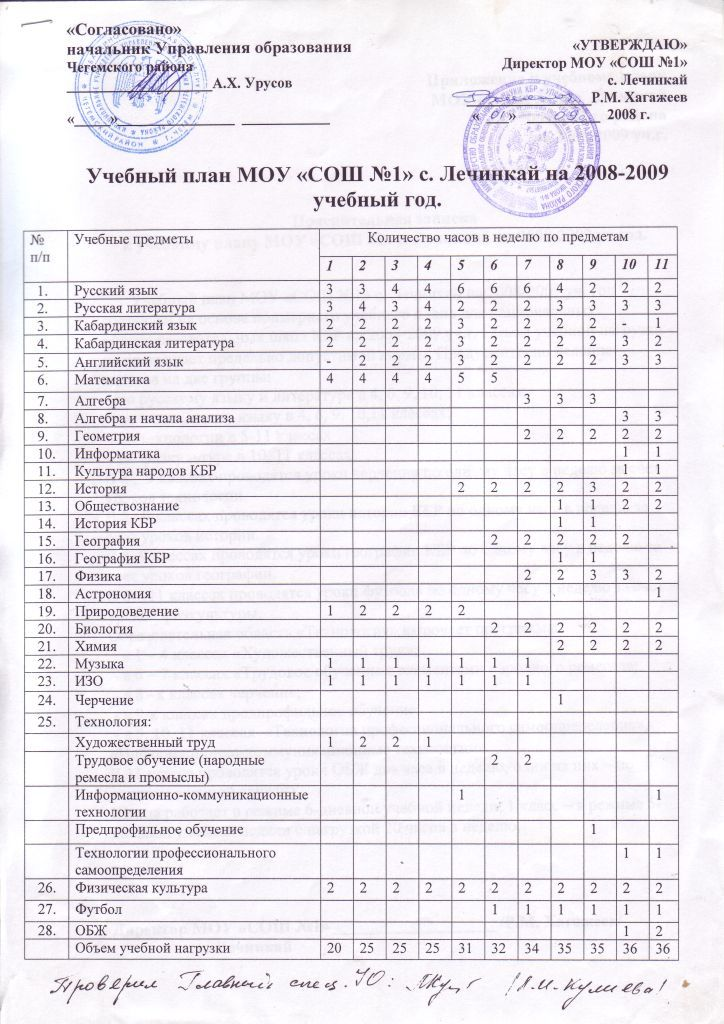 «Согласовано»
начальник Управления образования
Чегемского района
А.Х. Урусов
«УТВЕРЖДАЮ»
Директор МОУ «СОШ №1»
с. Лечинкай
Р.М. Хагажеев
« 01 » 09 2008 г.
Учебный план МОУ «СОШ №1» с. Лечинкай на 2008-2009
учебный год.
№ п/п Учебные предметы Количество часов в неделю по предметам
1 2 3 4 5 6 7 8 9 10 11
1. Русский язык 3 3 4 4 6 6 6 4 2 2 2
2. Русская литература 3 4 3 4 2 2 2 3 3 3 3
3. Кабардинский язык 2 2 2 2 3 2 2 2 2 - 1
4. Кабардинская литература 2 2 2 2 3 2 2 2 2 3 2
5. Английский язык - 2 2 2 3 2 2 2 2 3 3
6. Математика 4 4 4 4 5 5
7. Алгебра 3 3 3
8. Алгебра и начала анализа 3 3
9. Геометрия 2 2 2 2 2
10. Информатика 1 1
11. Культура народов КБР 1 1
12. История 2 2 2 2 3 2 2
13. Обществознание 1 1 2 2
14. История КБР 1 1
15. География 2 2 2 2 2
16. География КБР 1 1
17. Физика 2 2 3 3 2
18. Астрономия 1
19. Природоведение 1 2 2 2 2
20. Биология 2 2 2 2 2 2
21. Химия 2 2 2 2
22. Музыка 1 1 1 1 1 1 1
23. ИЗО 1 1 1 1 1 1 1
24. Черчение 1
25. Технология:
Художественный труд 1 2 2 1
Трудовое обучение (народные
ремесла и промыслы) 2 2
Информационно-коммуникационные
технологии 1 1
Предпрофильное обучение 1
Технологии профессионального
самоопределения 1 1
26. Физическая культура 2 2 2 2 2 2 2 2 2 2 2
27. Футбол 1 1 1 1 1 1
28. ОБЖ 1 2
Объем учебной нагрузки 20 25 25 25 31 32 34 35 35 36 36
Проверил Главный спец. УО: (Л.И. Кулиева)